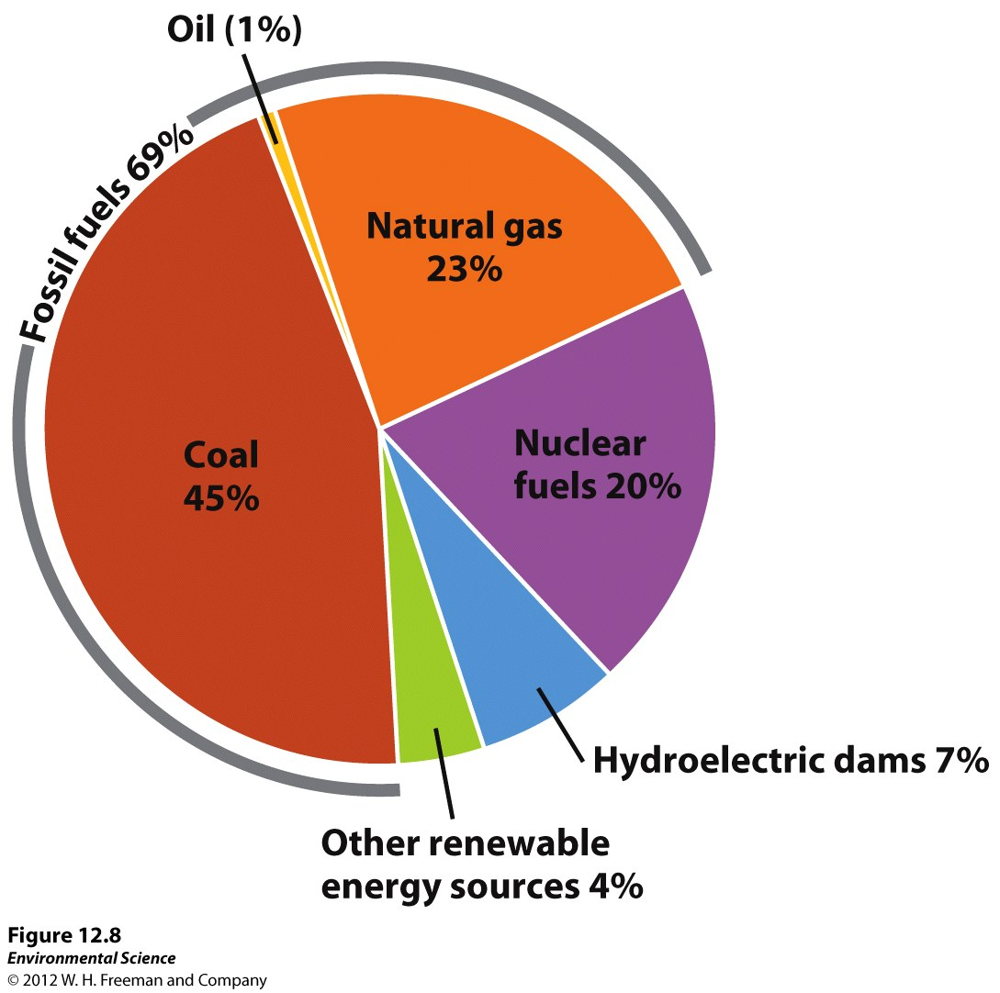 Oil (1%)
Fossil fuels 69%
Natural gas
23%
Nuclear
fuels 20%
Coal
45%
Hydroelectric dams 7%
Other renewable
energy sources 4%
Figure 12.8
Environmental Science
© 2012 W. H. Freeman and Company